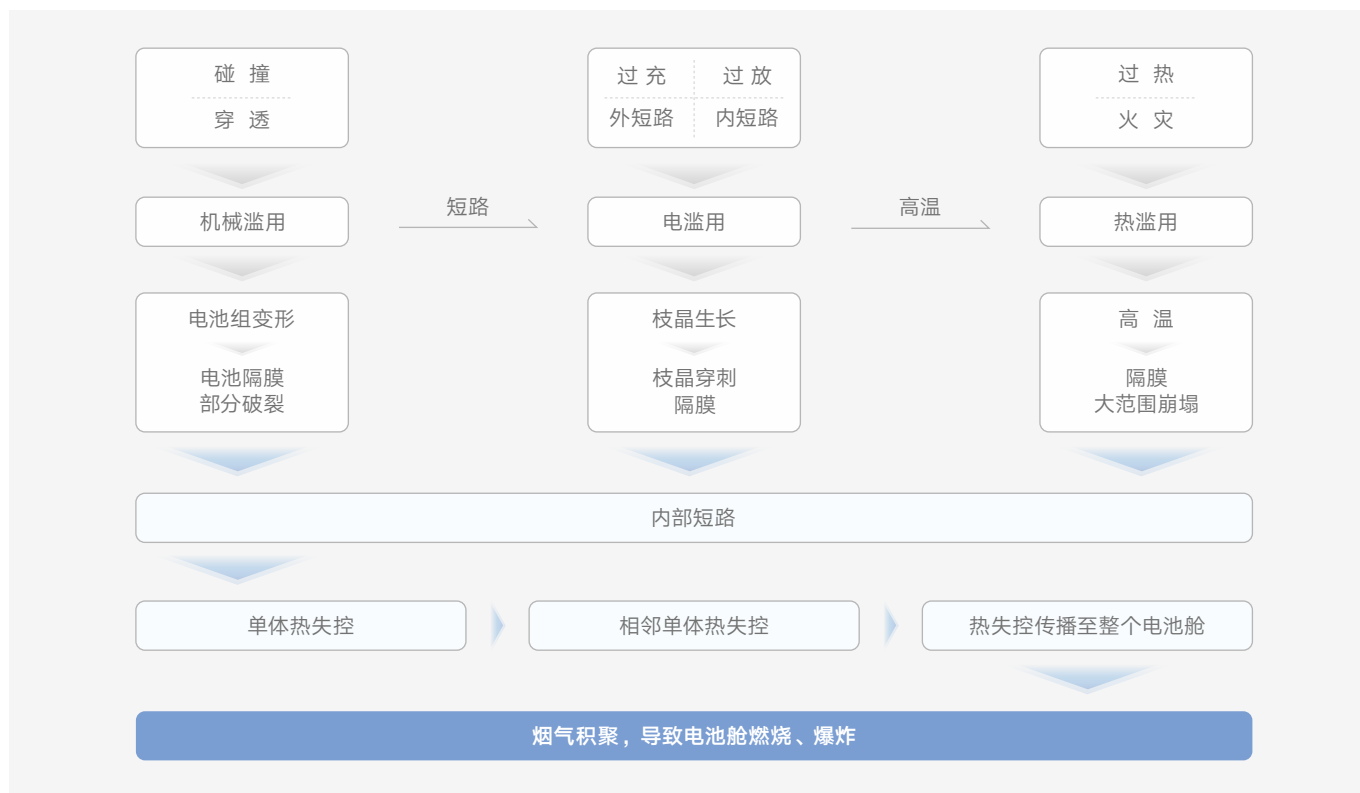 碰撞
穿透
过充
过放
外短路
内短路
过热
火灾
机械滥用
短路
电滥用
高温
热滥用
电池组变形
电池隔膜
部分破裂
枝晶生长
枝晶穿刺
隔膜
高温
隔膜
大范围崩塌
内部短路
单体热失控
相邻单体热失控
热失控传播至整个电池舱
烟气积聚，导致电池舱燃烧、爆炸